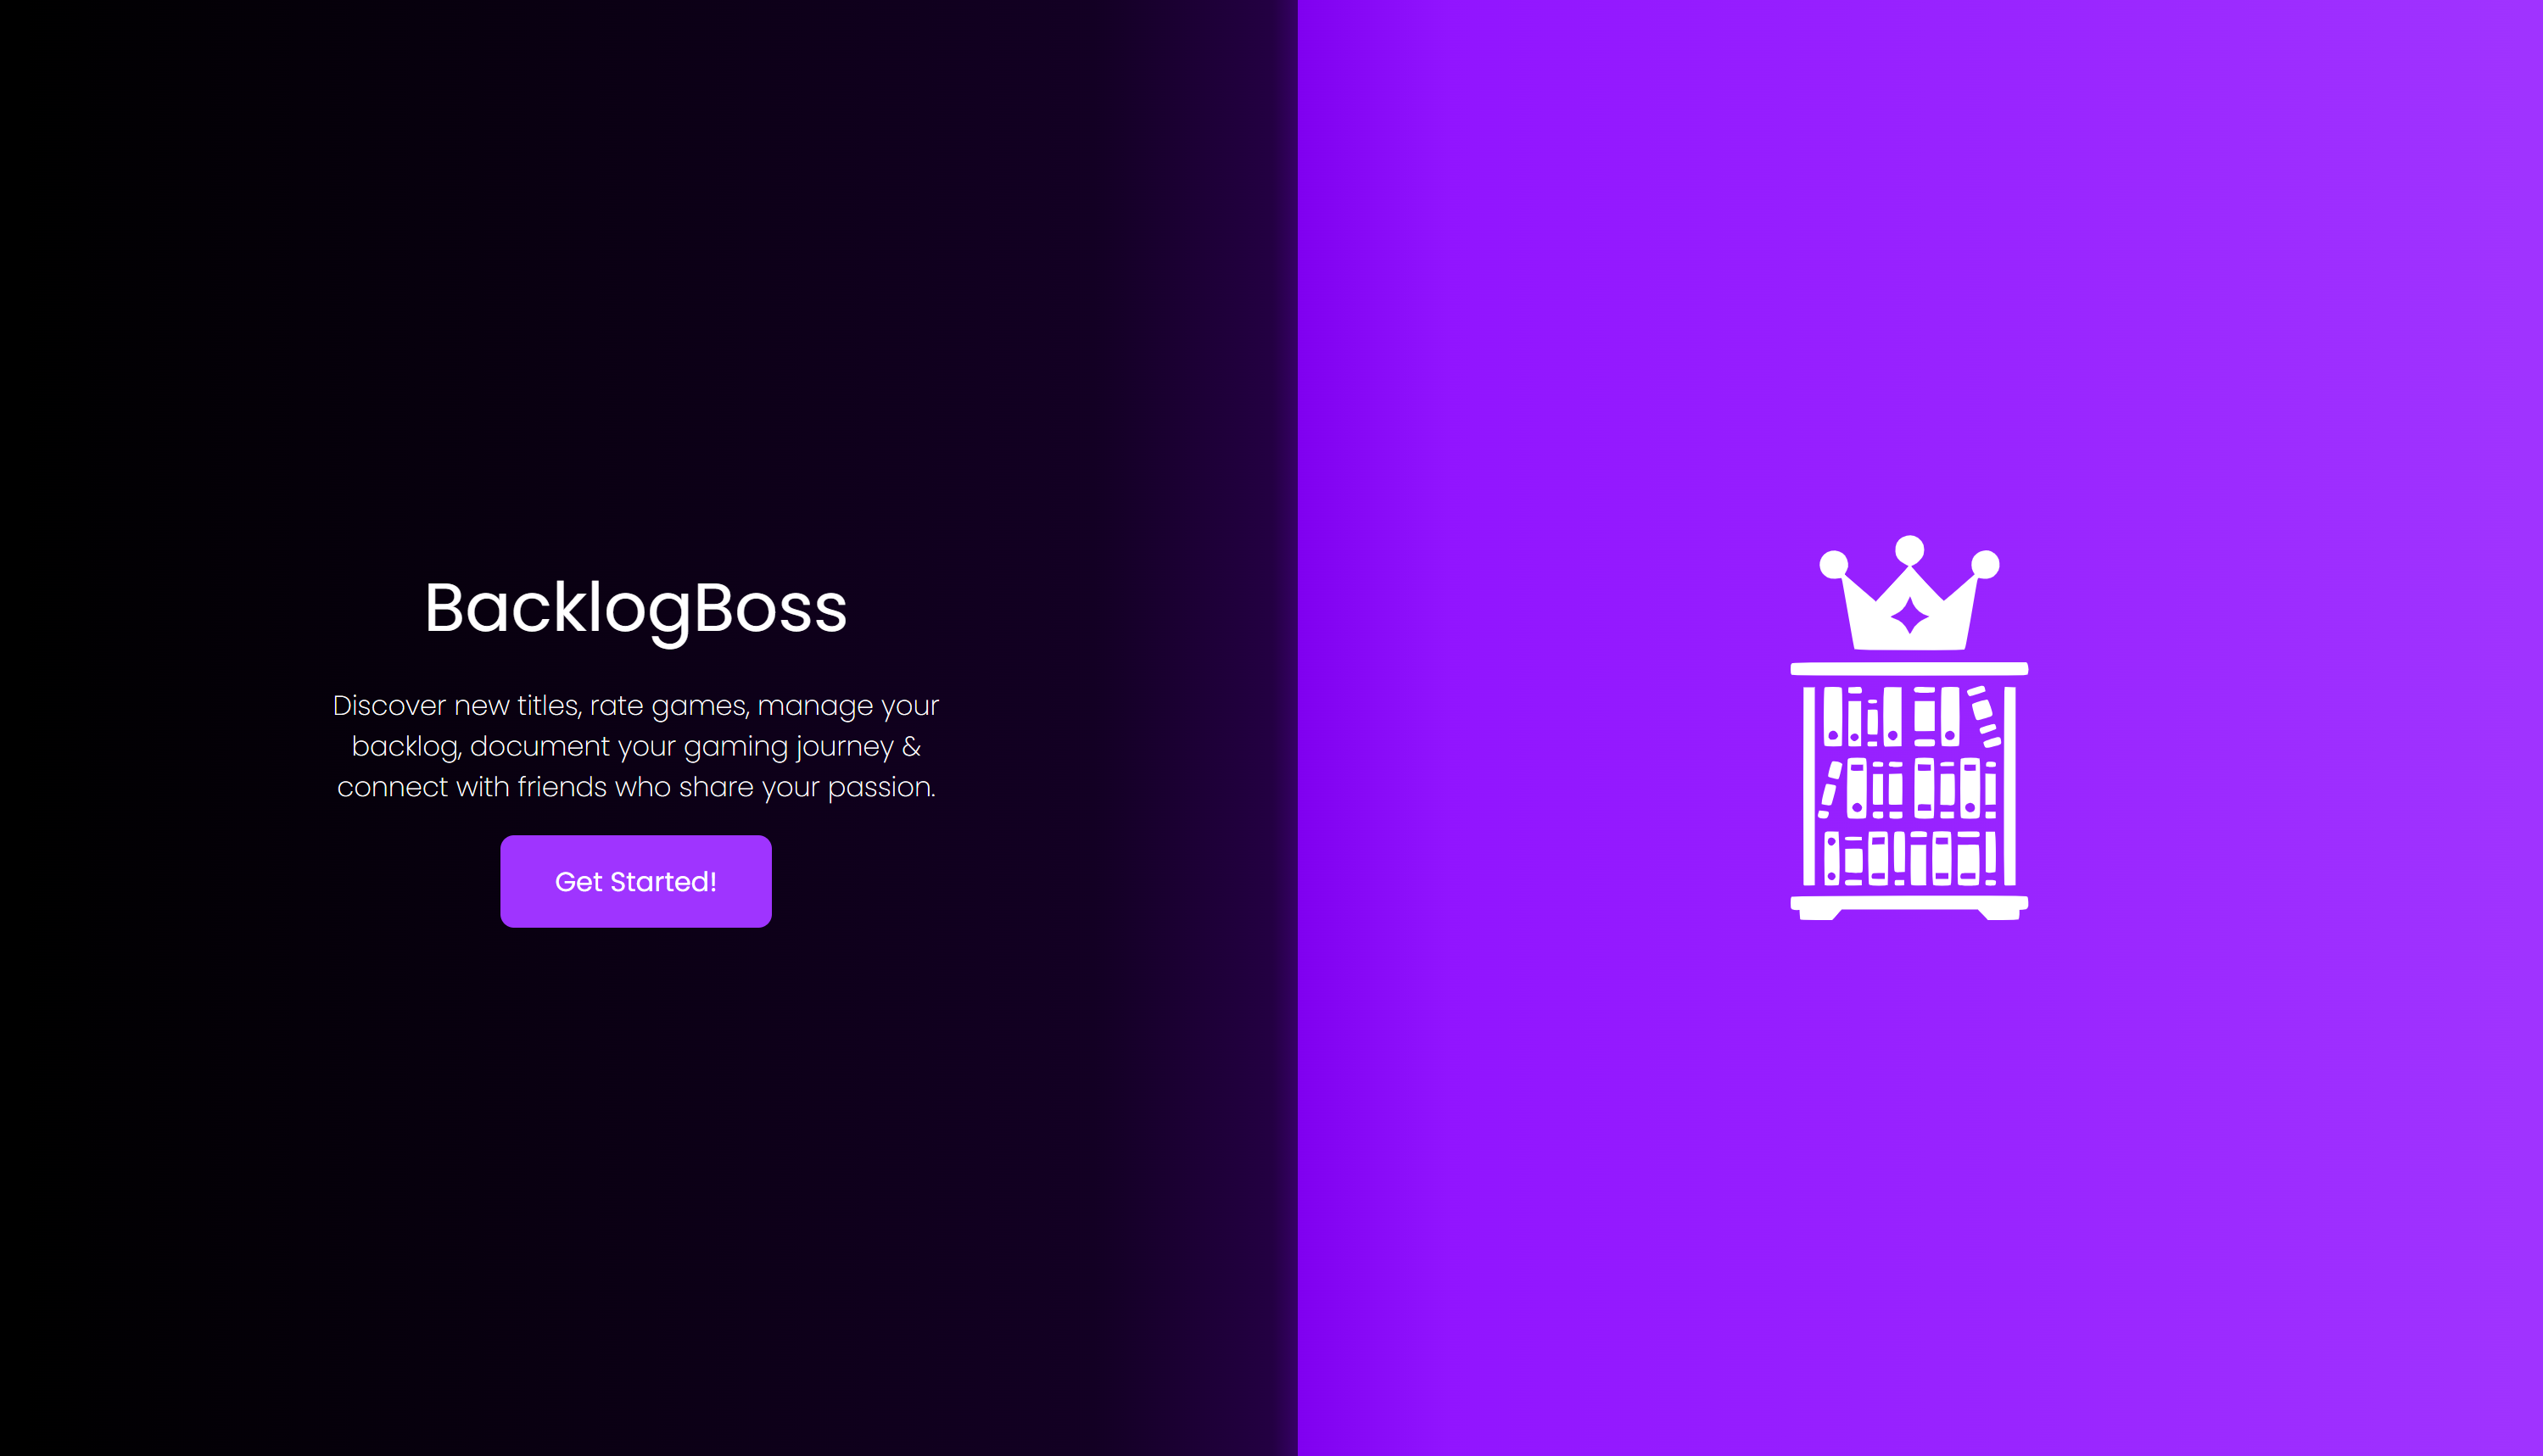 BacklogBoss
Discover new titles, rate games, manage your
backlog, document your gaming journey &
connect with friends who share your passion.
Get Started!